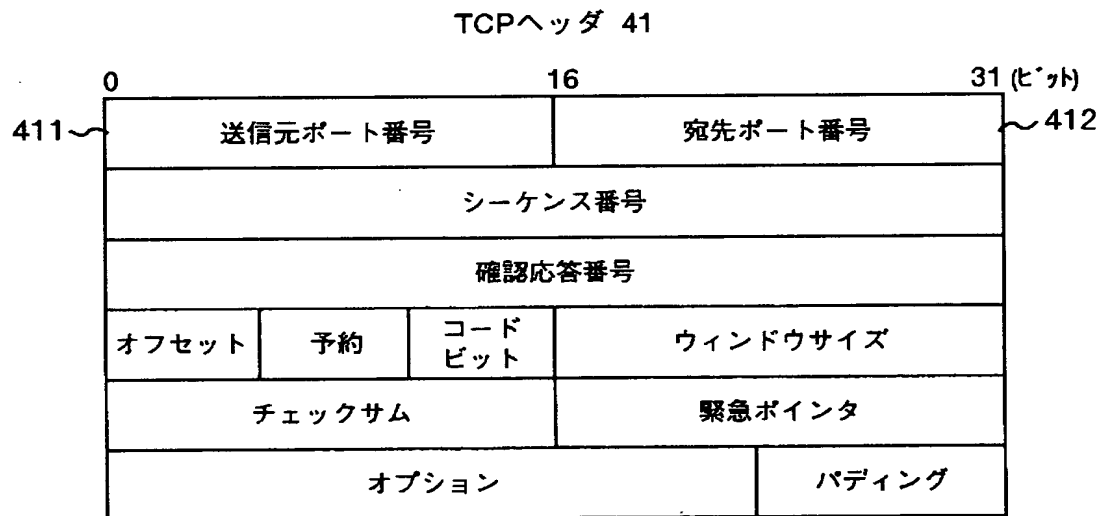 TCPヘッダ 41
0 16 31 (ビット)
411 送信元ポート番号 宛先ポート番号 412
シーケンス番号
確認応答番号
オフセット 予約 コード ウィンドウサイズ
ビット
チェックサム 緊急ポインタ
オプション パディング